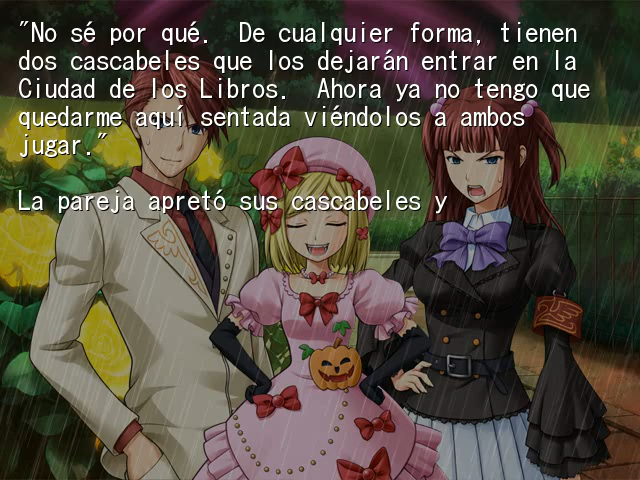 "No sé por qué.  De cualquier forma, tienen
dos cascabeles que los dejarán entrar en la
Ciudad de los Libros.  Ahora ya no tengo que
quedarme aquí sentada viéndolos a ambos
jugar."
La pareja apretó sus cascabeles y